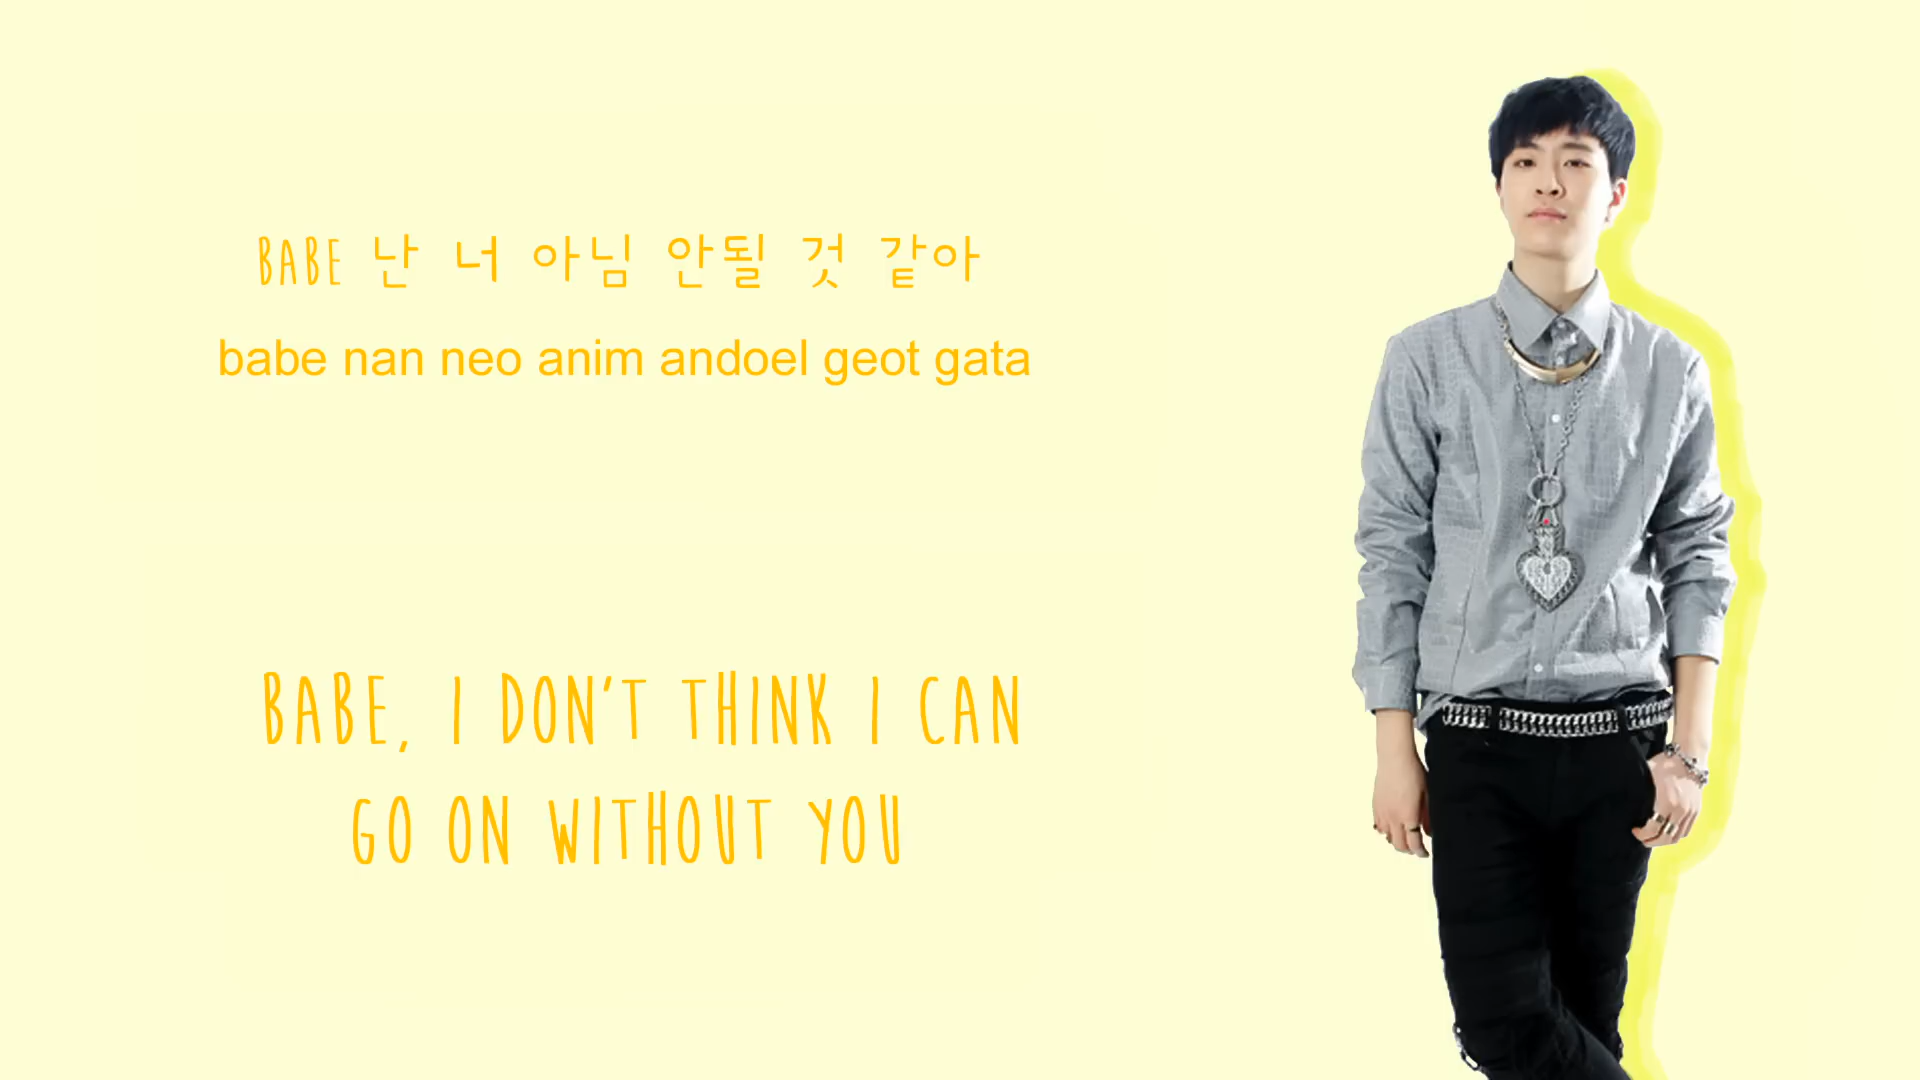 BABE 난 너 아님 안될 것 같아
babe nan neo anim andoel geot gata
BABE, I DON'T THINK I CAN
GO ON WITHOUT YOU